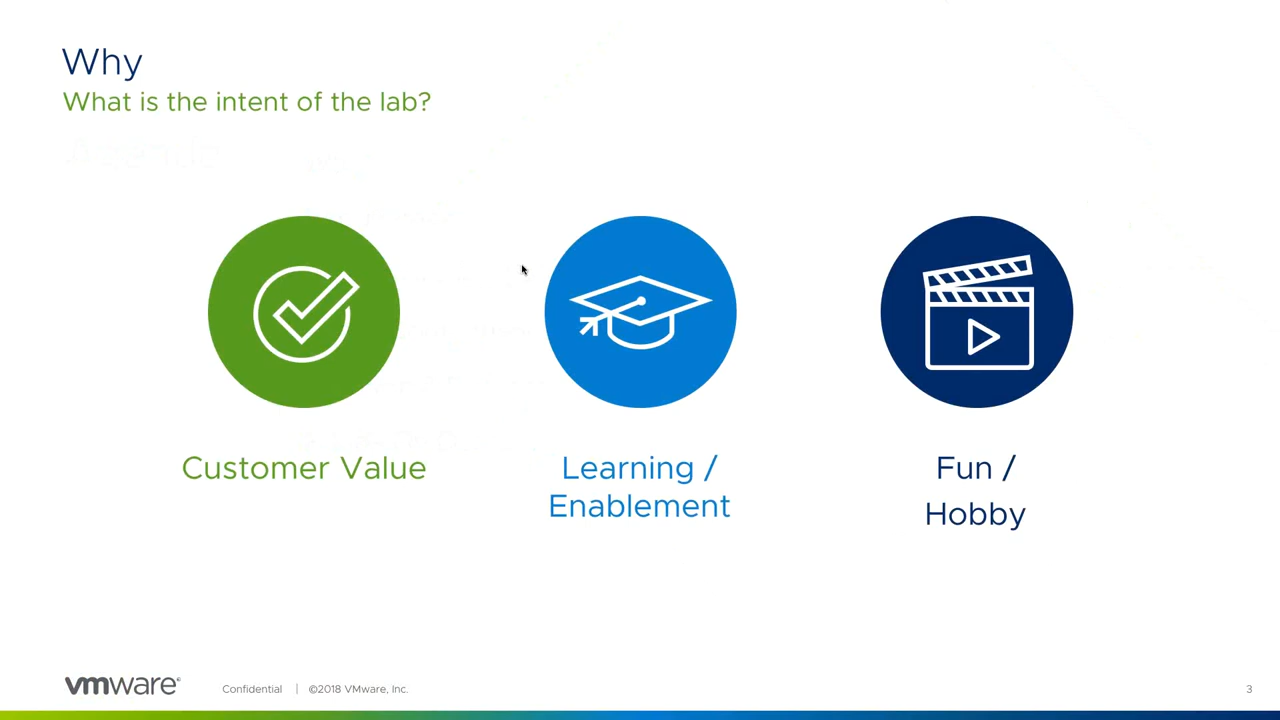 Why
What is the intent of the lab?
Customer Value
Learning /
Enablement
Fun /
Hobby
vmware®
Confidential | ©2018 VMware, Inc.
3